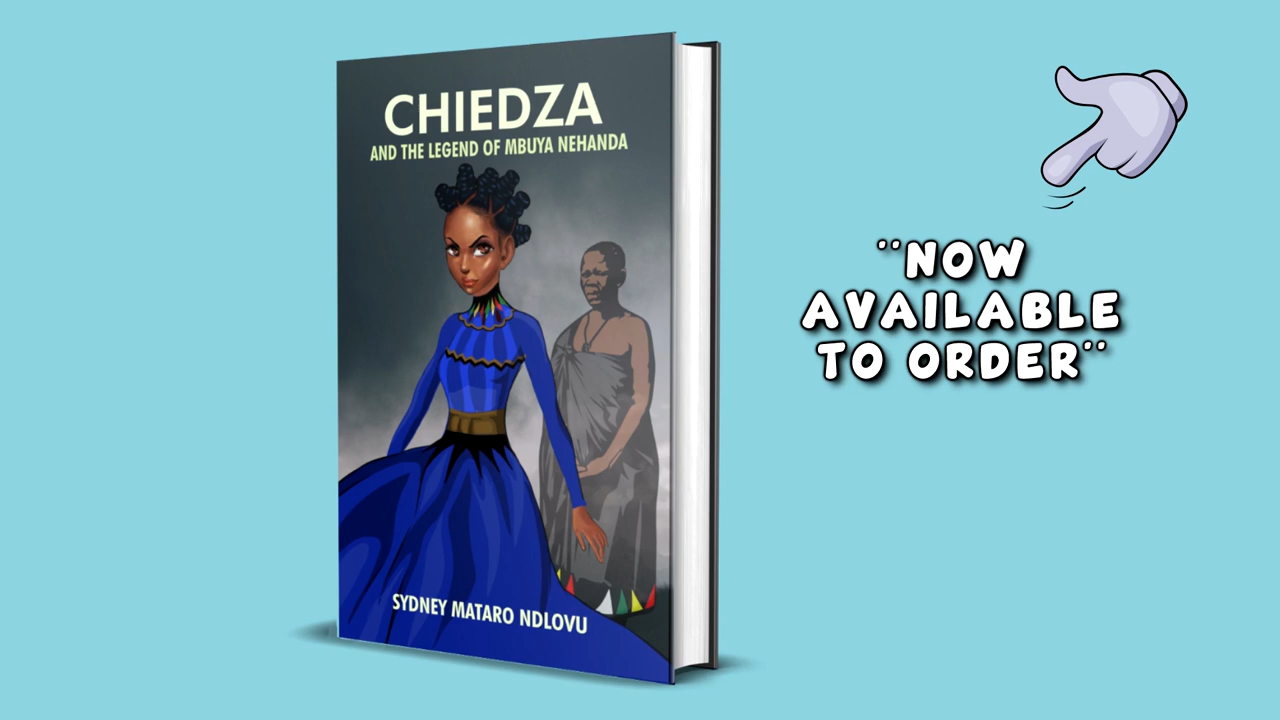 CHIEDZA
AND THE LEGEND OF MBUYA NEHANDA
SYDNEY MATARO NDLOVU
¨NOW
AVAILABLE
TO ORDER¨